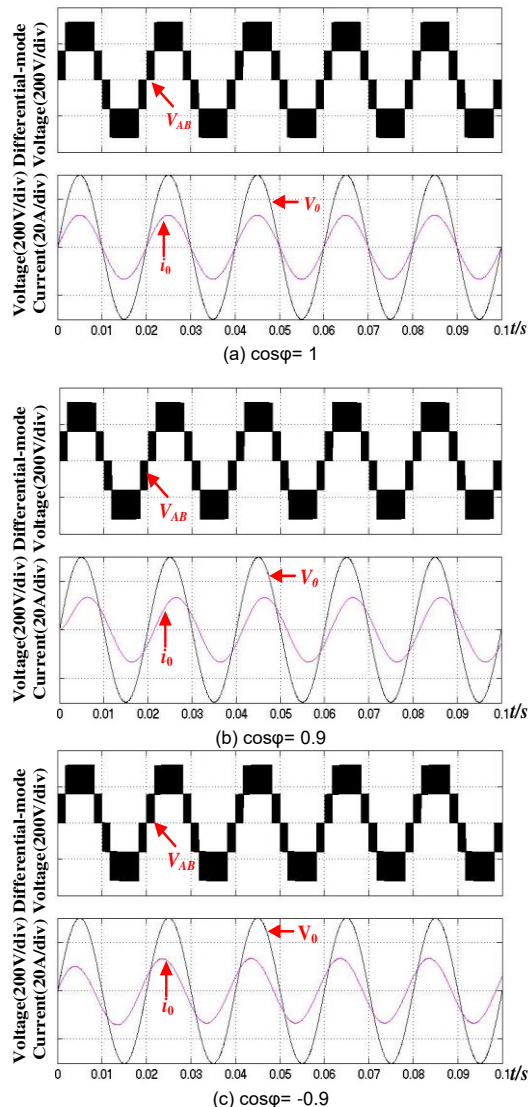 Differential-mode
Voltage(200V/div)
V_AB
Voltage(200V/div)
Current(20A/div)
V_0
i_0
0 0.01 0.02 0.03 0.04 0.05 0.06 0.07 0.08 0.09 0.1 t/s
(a) cosφ= 1
Differential-mode
Voltage(200V/div)
V_AB
Voltage(200V/div)
Current(20A/div)
V_0
i_0
0 0.01 0.02 0.03 0.04 0.05 0.06 0.07 0.08 0.09 0.1 t/s
(b) cosφ= 0.9
Differential-mode
Voltage(200V/div)
V_AB
Voltage(200V/div)
Current(20A/div)
V_0
i_0
0 0.01 0.02 0.03 0.04 0.05 0.06 0.07 0.08 0.09 0.1 t/s
(c) cosφ= -0.9